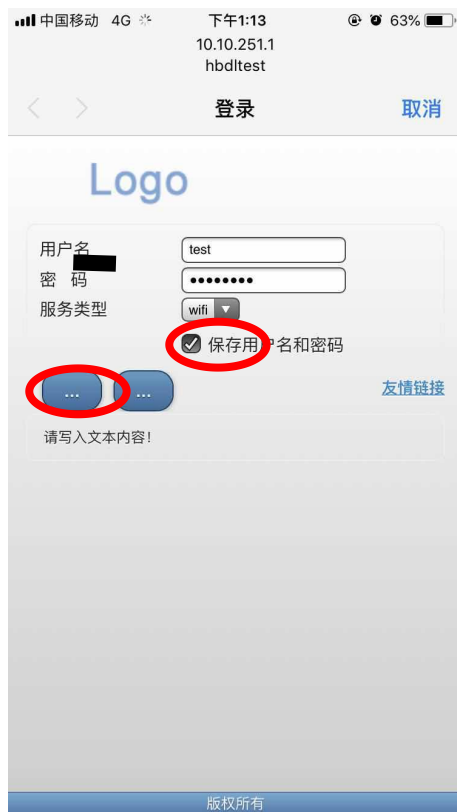 中国移动 4G 下午1:13 63%
10.10.251.1
hbdltest
登录 取消
Logo
用户名 test
密 码 ••••••••
服务类型 wifi
保存用户名和密码
... ... 友情链接
请写入文本内容!
版权所有